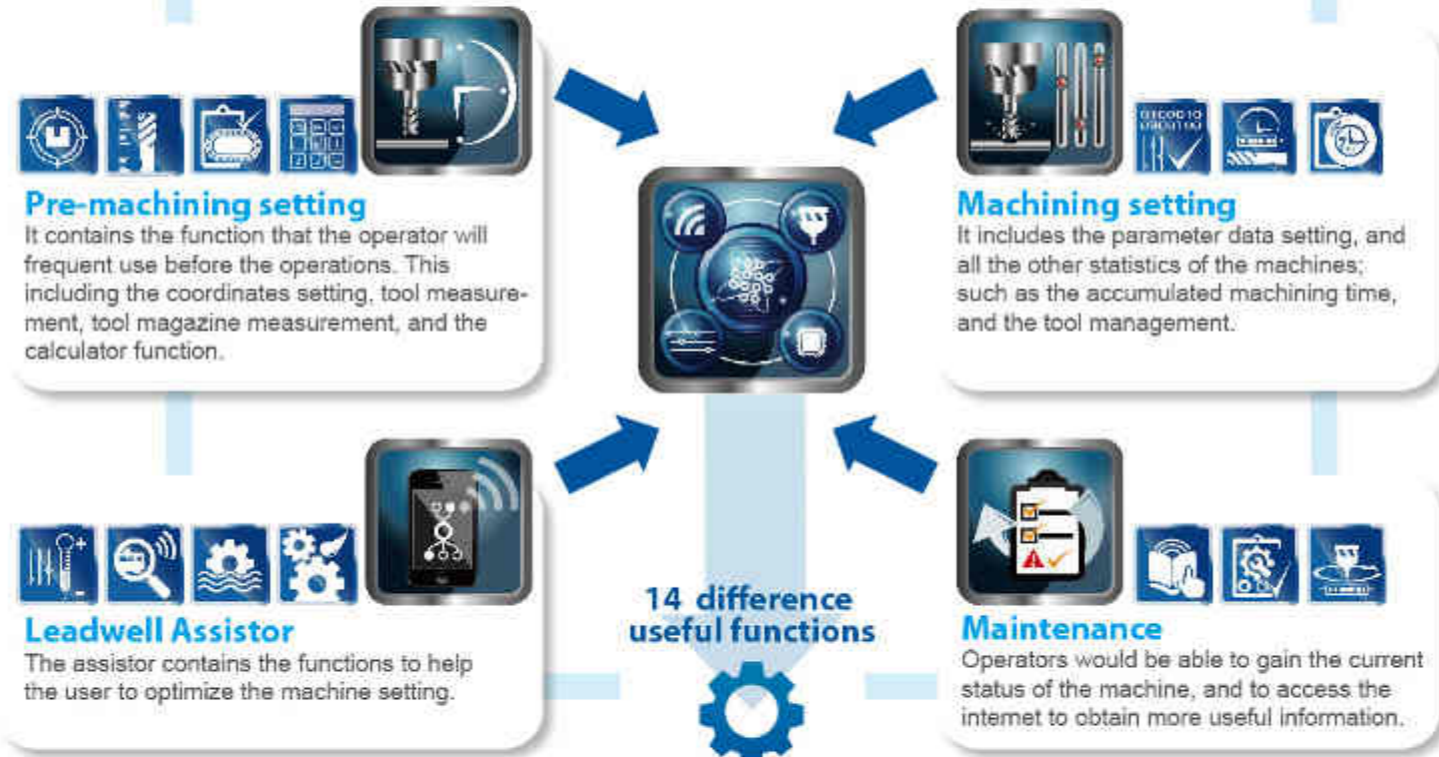 Pre-machining setting
It contains the function that the operator will
frequent use before the operations. This
including the coordinates setting, tool measure-
ment, tool magazine measurement, and the
calculator function.
Machining setting
It includes the parameter data setting, and
all the other statistics of the machines;
such as the accumulated machining time,
and the tool management.
Leadwell Assistor
The assistor contains the functions to help
the user to optimize the machine setting.
14 difference
useful functions
Maintenance
Operators would be able to gain the current
status of the machine, and to access the
internet to obtain more useful information.